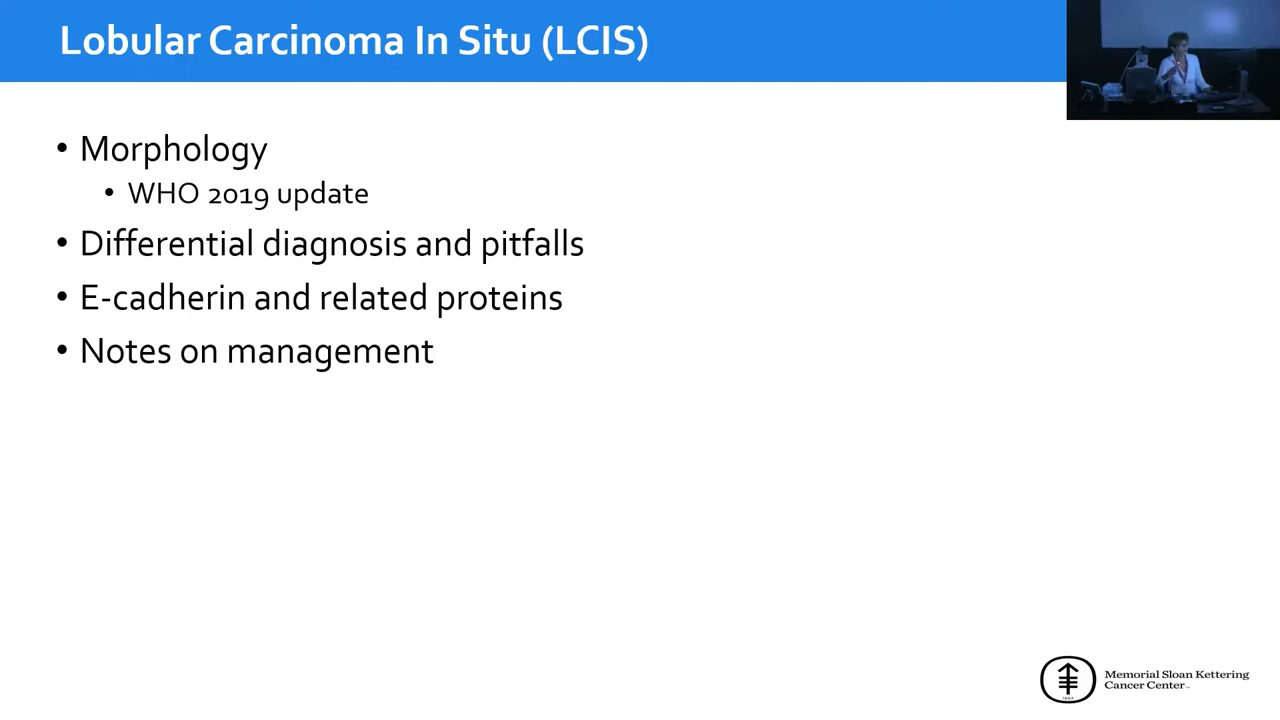 Lobular Carcinoma In Situ (LCIS)
• Morphology
• WHO 2019 update
• Differential diagnosis and pitfalls
• E-cadherin and related proteins
• Notes on management
Memorial Sloan Kettering
Cancer Center